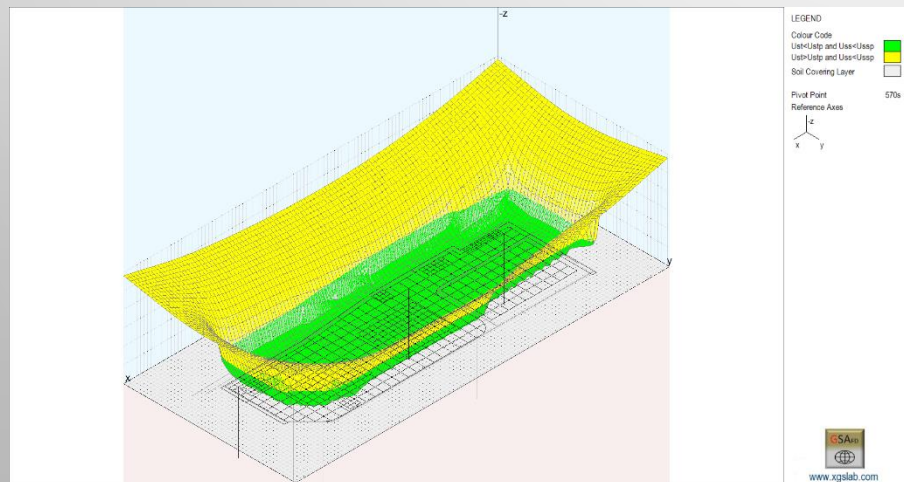 -z
x
y
LEGEND
Colour Code
Ust<Ustp and Uss<Ussp
Ust>Ustp and Uss<Ussp
Soil Covering Layer
Pivot Point 570s
Reference Axes
-z
x y
GSAFD
www.xgslab.com